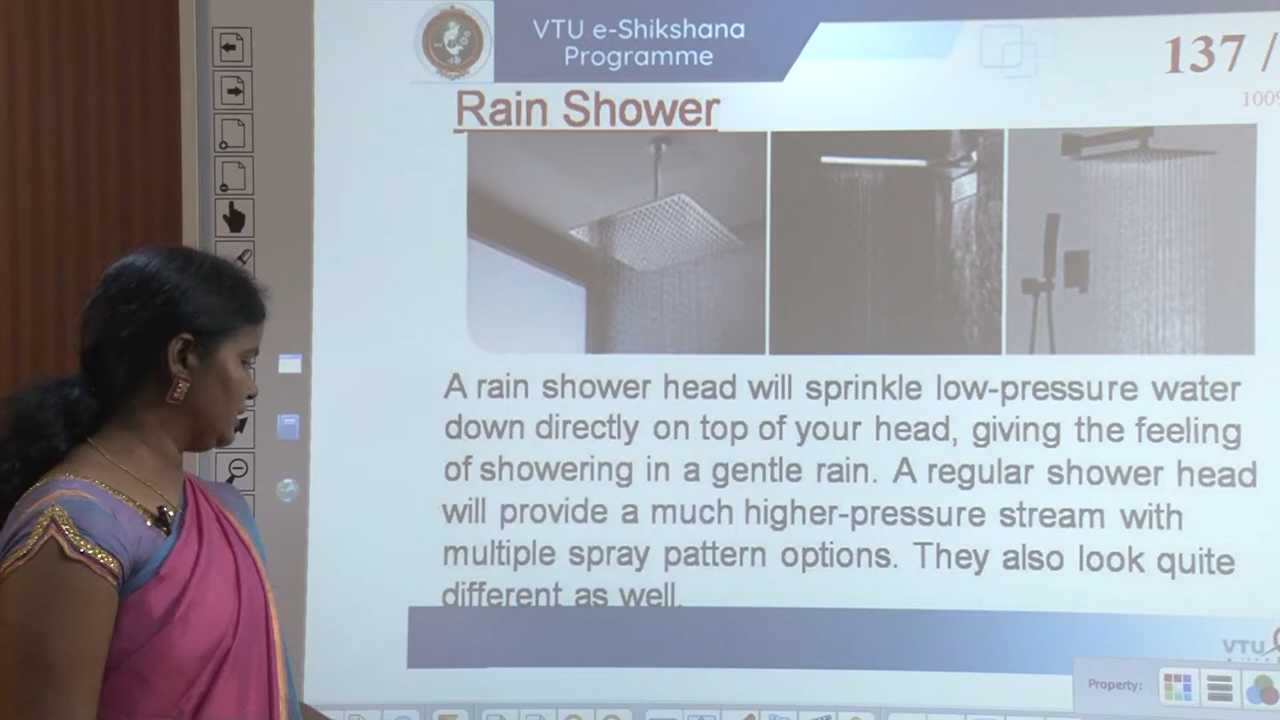 VTU e-Shikshana
Programme
137 /
100%
Rain Shower
A rain shower head will sprinkle low-pressure water
down directly on top of your head, giving the feeling
of showering in a gentle rain. A regular shower head
will provide a much higher-pressure stream with
multiple spray pattern options. They also look quite
different as well.
VTU
Property: